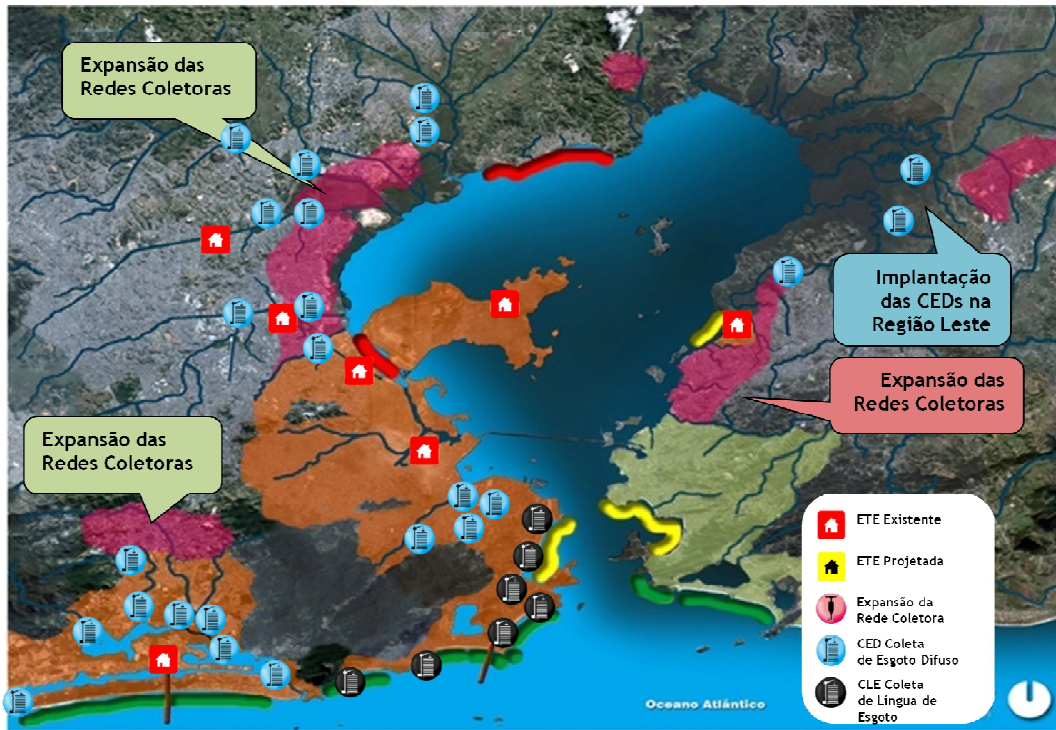 Expansão das
Redes Coletoras
Implantação
das CEDs na
Região Leste
Expansão das
Redes Coletoras
Expansão das
Redes Coletoras
ETE Existente
ETE Projetada
Expansão da
Rede Coletora
CED Coleta
de Esgoto Difuso
CLE Coleta
de Língua de
Esgoto
Oceano Atlântico